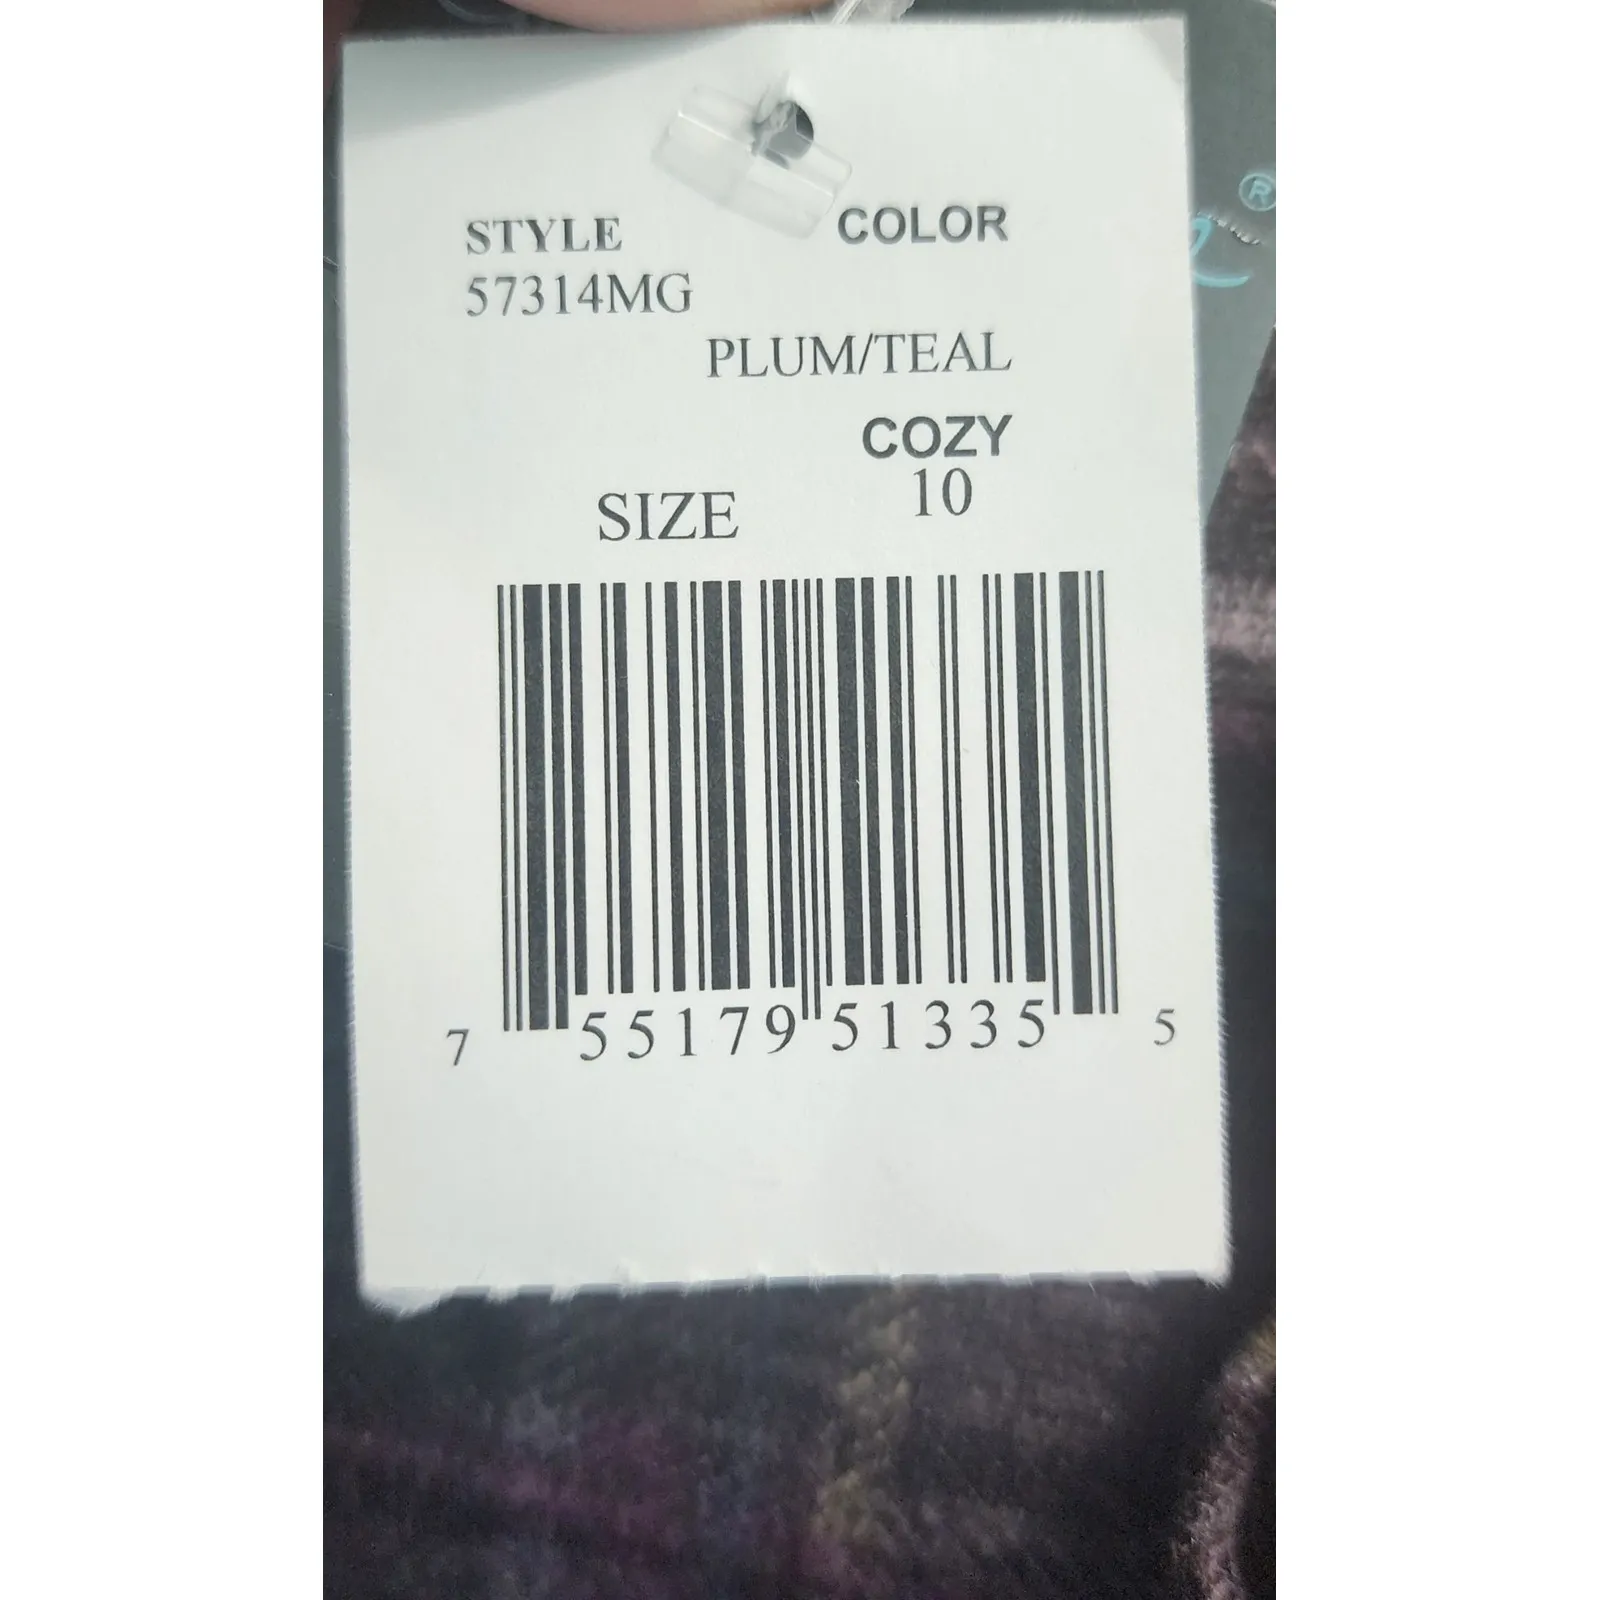 STYLE COLOR
57314MG
PLUM/TEAL
COZY
SIZE 10
7 55179 51335 5
®